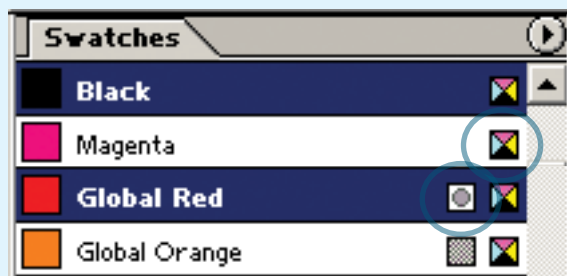 Swatches
Black
Magenta
Global Red
Global Orange